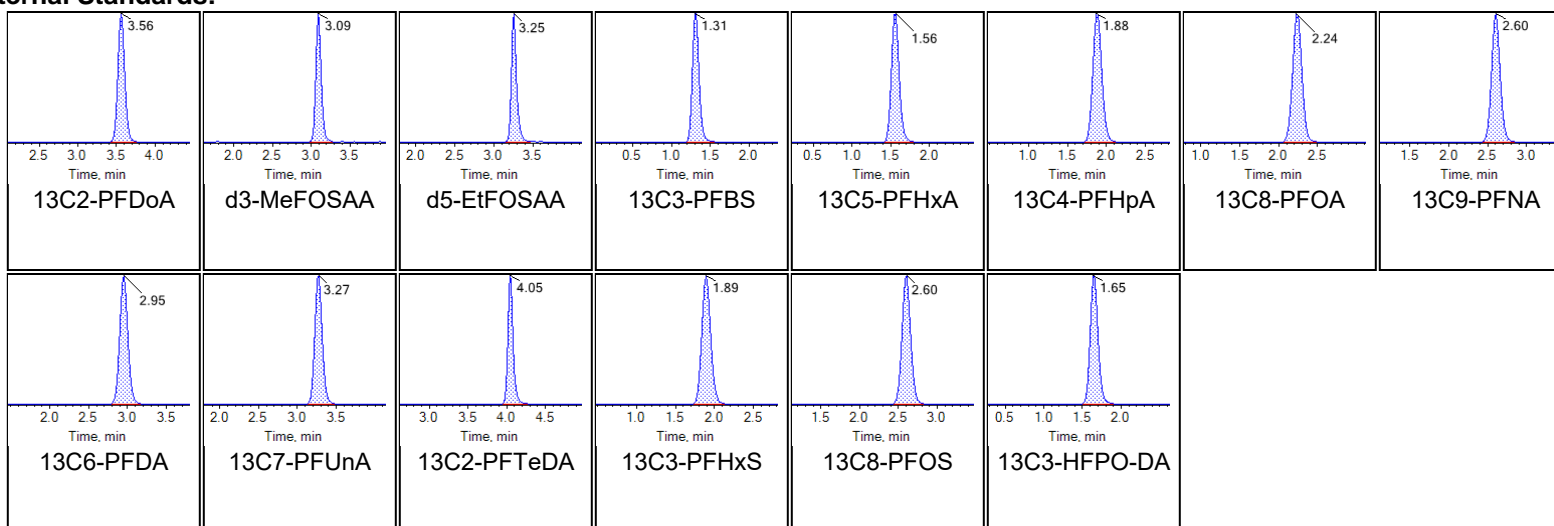 ternal Standards:
3.56
2.5 3.0 3.5 4.0
Time, min
13C2-PFDoA
3.09
2.0 2.5 3.0 3.5
Time, min
d3-MeFOSAA
3.25
2.0 2.5 3.0 3.5
Time, min
d5-EtFOSAA
1.31
0.5 1.0 1.5 2.0
Time, min
13C3-PFBS
1.56
0.5 1.0 1.5 2.0
Time, min
13C5-PFHxA
1.88
1.0 1.5 2.0 2.5
Time, min
13C4-PFHpA
2.24
1.0 1.5 2.0 2.5
Time, min
13C8-PFOA
2.60
1.5 2.0 2.5 3.0
Time, min
13C9-PFNA
2.95
2.0 2.5 3.0 3.5
Time, min
13C6-PFDA
3.27
2.0 2.5 3.0 3.5
Time, min
13C7-PFUnA
4.05
3.0 3.5 4.0 4.5
Time, min
13C2-PFTeDA
1.89
1.0 1.5 2.0 2.5
Time, min
13C3-PFHxS
2.60
1.5 2.0 2.5 3.0
Time, min
13C8-PFOS
1.65
0.5 1.0 1.5 2.0
Time, min
13C3-HFPO-DA